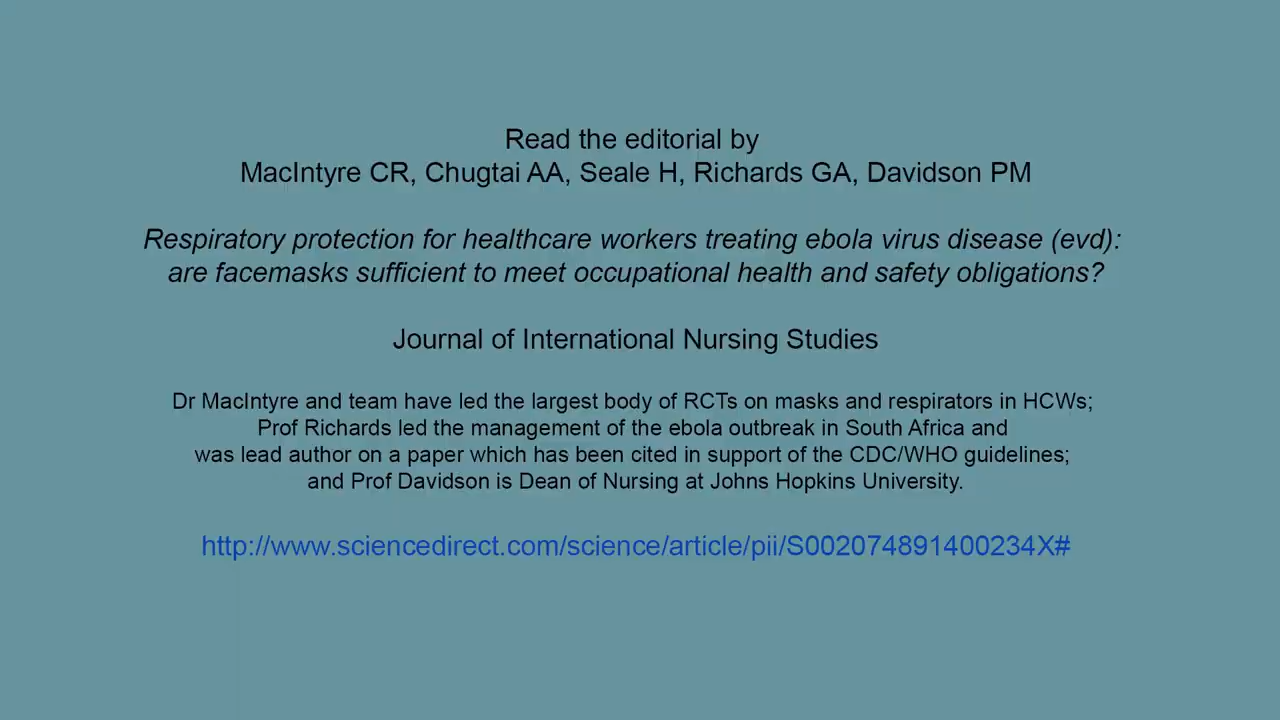 Read the editorial by
MacIntyre CR, Chugtai AA, Seale H, Richards GA, Davidson PM
Respiratory protection for healthcare workers treating ebola virus disease (evd):
are facemasks sufficient to meet occupational health and safety obligations?
Journal of International Nursing Studies
Dr MacIntyre and team have led the largest body of RCTs on masks and respirators in HCWs;
Prof Richards led the management of the ebola outbreak in South Africa and
was lead author on a paper which has been cited in support of the CDC/WHO guidelines;
and Prof Davidson is Dean of Nursing at Johns Hopkins University.
http://www.sciencedirect.com/science/article/pii/S002074891400234X#